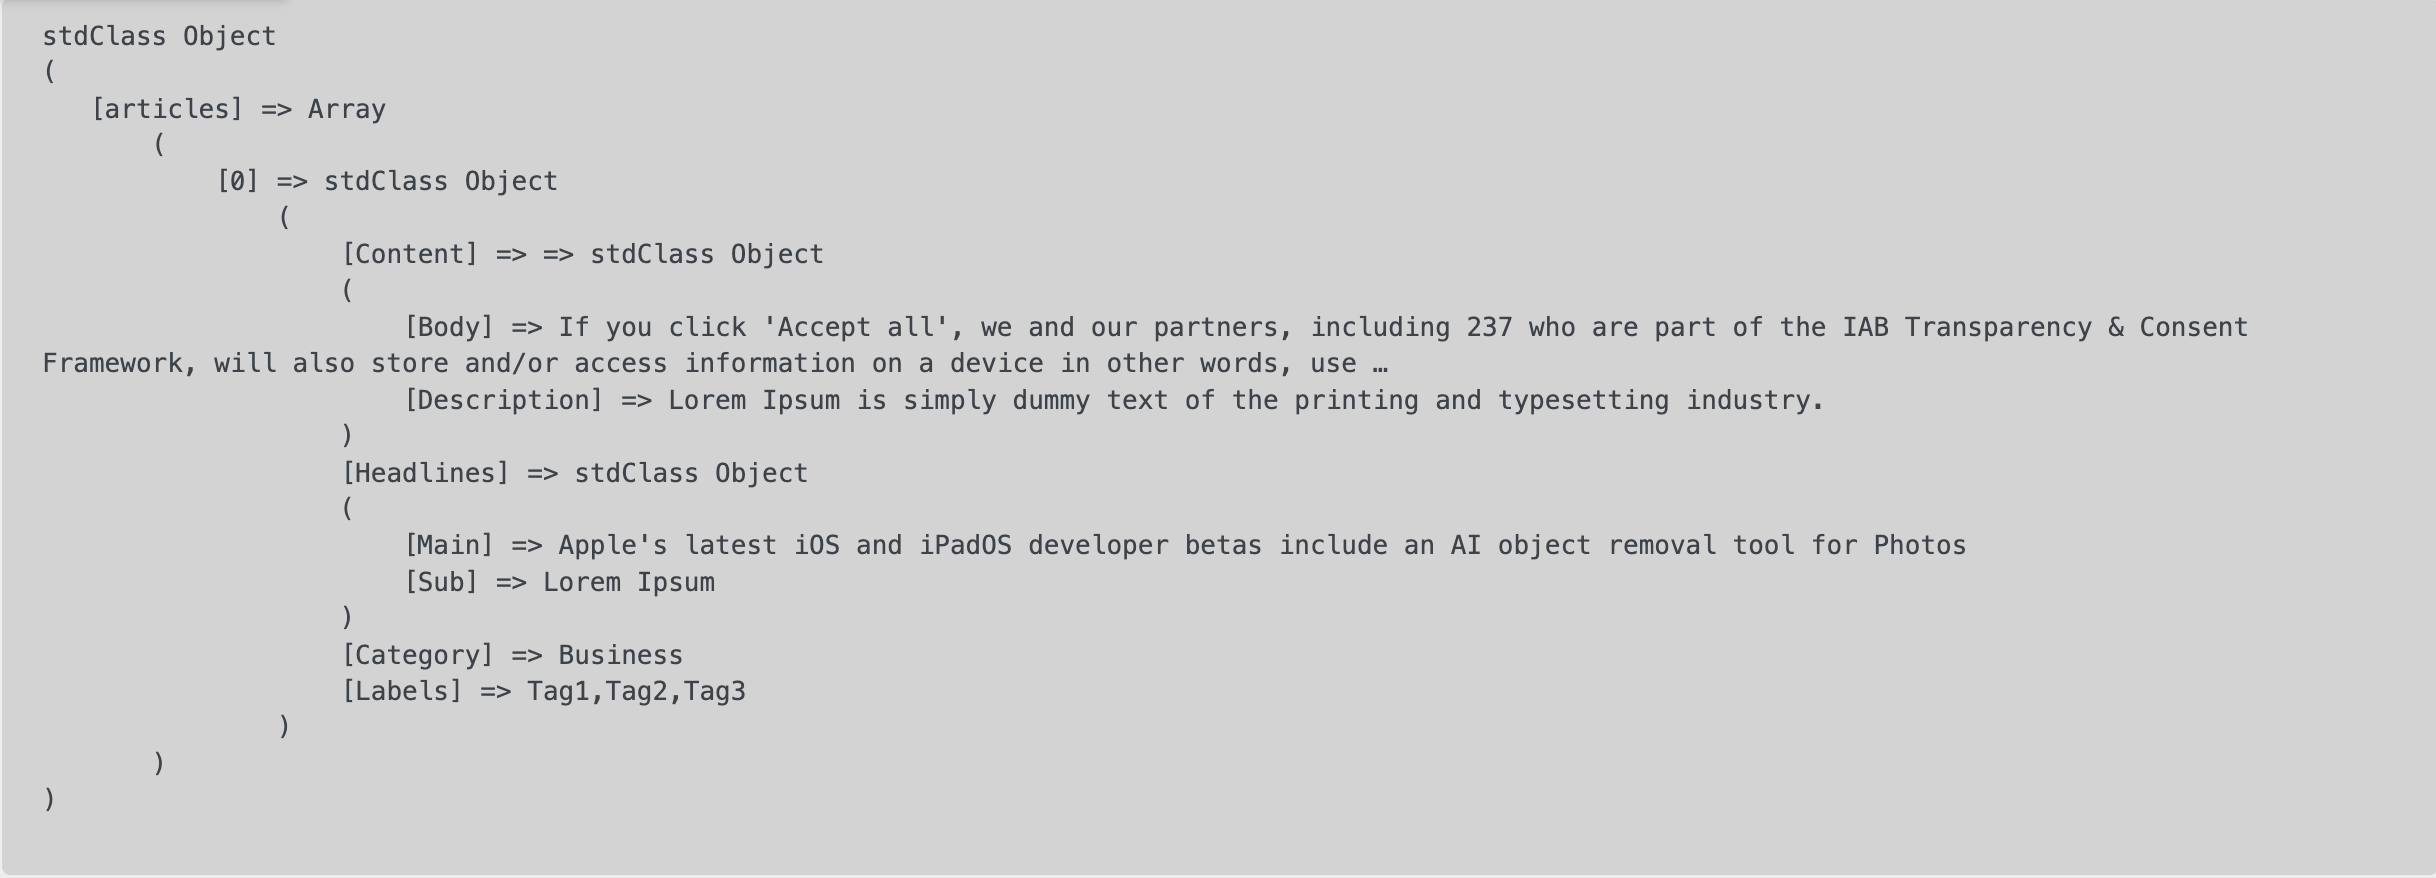 stdClass Object
(
[articles] => Array
(
[0] => stdClass Object
(
[Content] => => stdClass Object
(
[Body] => If you click 'Accept all', we and our partners, including 237 who are part of the IAB Transparency & Consent
Framework, will also store and/or access information on a device in other words, use …
[Description] => Lorem Ipsum is simply dummy text of the printing and typesetting industry.
)
[Headlines] => stdClass Object
(
[Main] => Apple's latest iOS and iPadOS developer betas include an AI object removal tool for Photos
[Sub] => Lorem Ipsum
)
[Category] => Business
[Labels] => Tag1,Tag2,Tag3
)
)
)